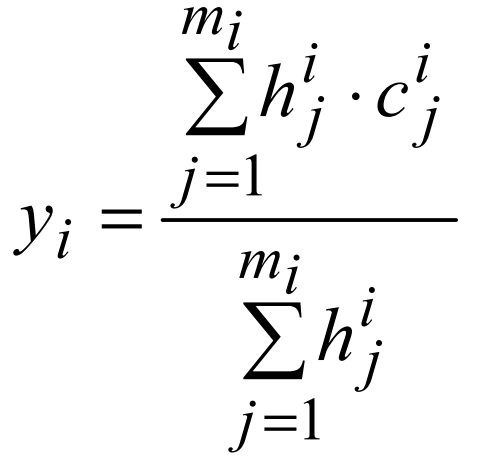 y_i = \frac{\sum_{j=1}^{m_i} h_j^i \cdot c_j^i}{\sum_{j=1}^{m_i} h_j^i}